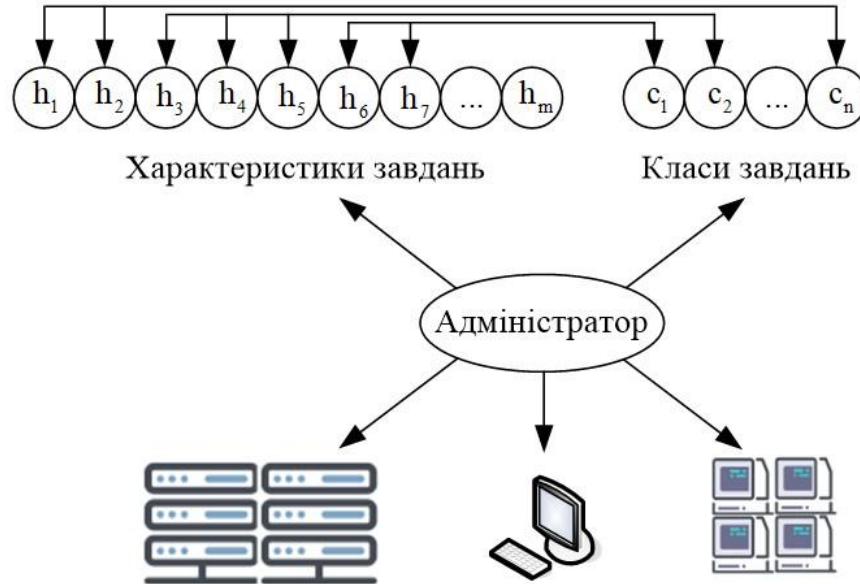 h₁ h₂ h₃ h₄ h₅ h₆ h₇ ... hₘ c₁ c₂ ... cₙ
Характеристики завдань Класи завдань
Адміністратор